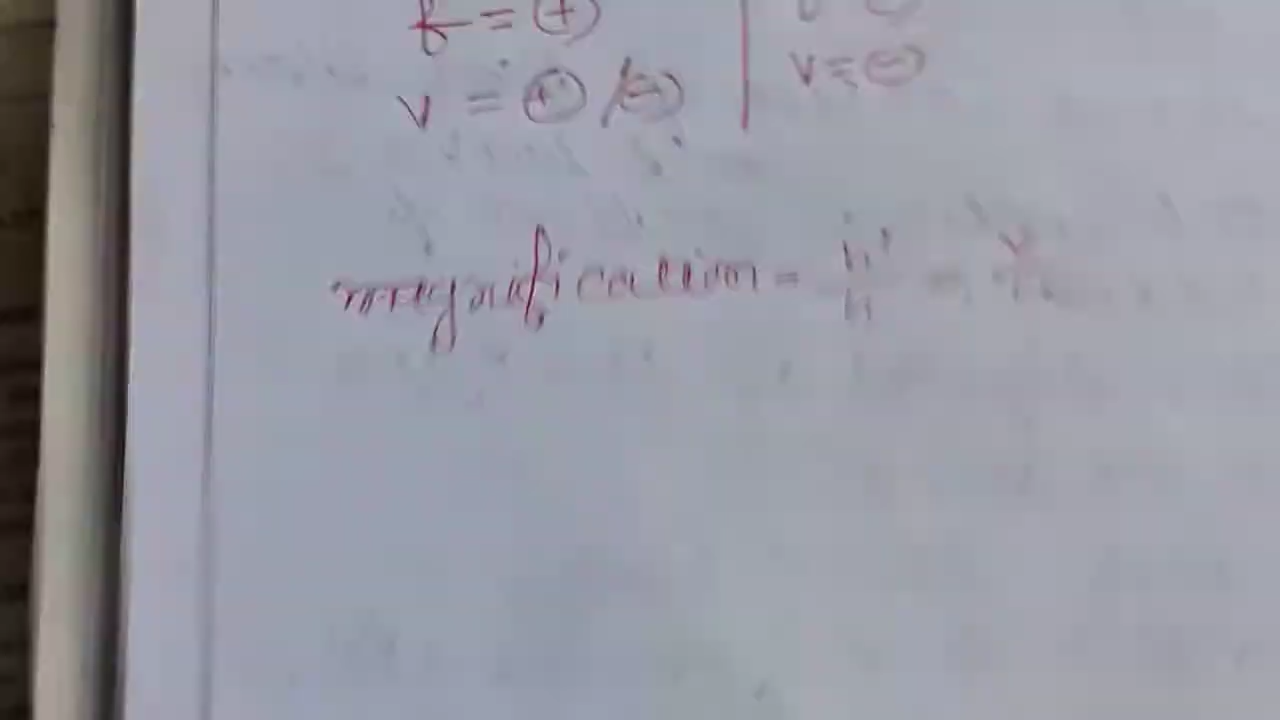 f = (+)
v = (+) / (-)
v = (-)
magnification = h'/h =